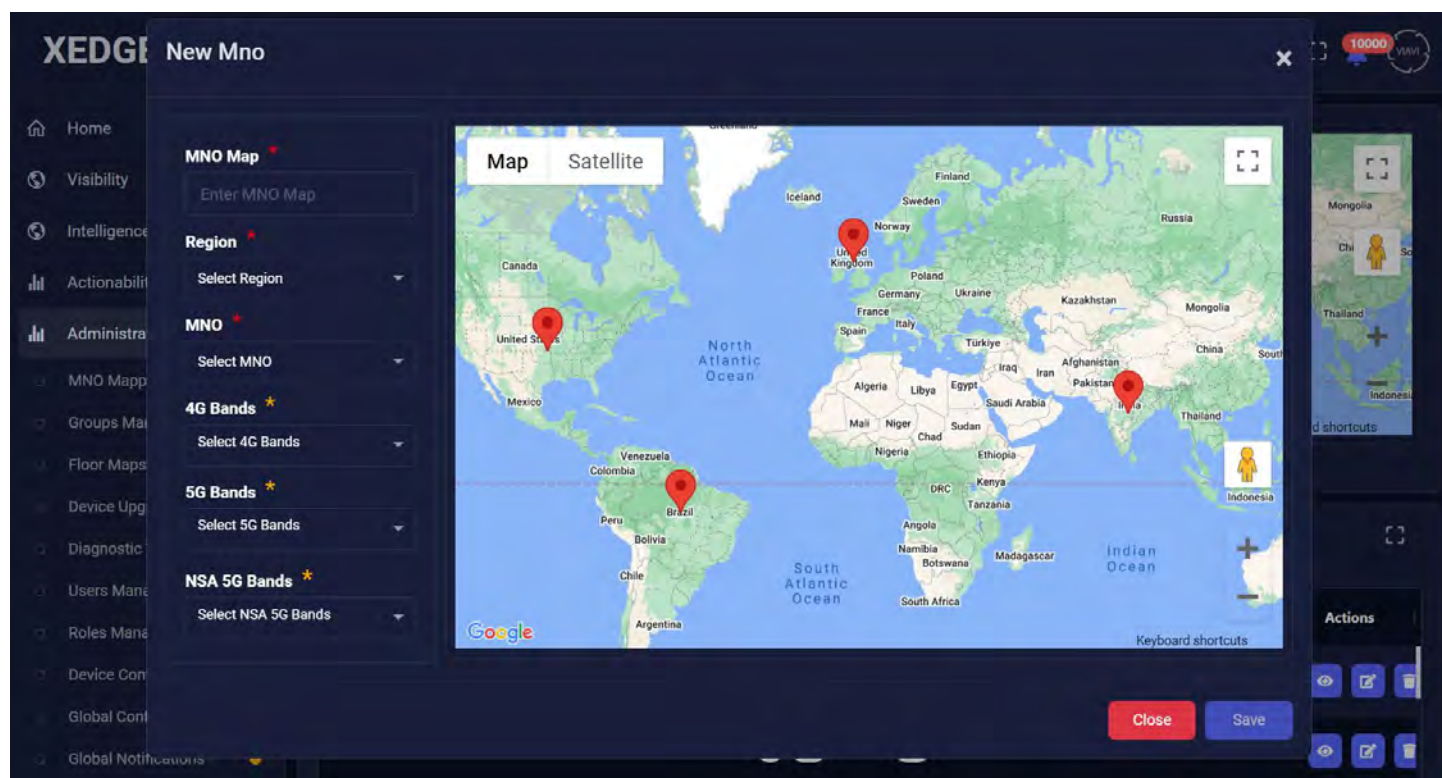 XEDGE
New Mno
×
10000
VIAVI
Home
Visibility
Intelligence
Actionabilit
Administra
MNO Mapp
Groups Ma
Floor Maps
Device Upg
Diagnostic
Users Mana
Roles Mana
Device Con
Global Conf
Global Notifications
MNO Map *
Enter MNO Map
Region *
Select Region
MNO *
Select MNO
4G Bands *
Select 4G Bands
5G Bands *
Select 5G Bands
NSA 5G Bands *
Select NSA 5G Bands
Map Satellite
Greenland
Iceland
Finland
Sweden
Norway
Russia
United
Kingdom
Canada
Poland
Germany
Ukraine
Kazakhstan
Mongolia
France
Italy
Spain
Türkiye
United States
North
Atlantic
Ocean
China
South
Afghanistan
Iraq
Iran
Pakistan
Algeria
Libya
Egypt
Saudi Arabia
India
Mexico
Mali
Niger
Chad
Sudan
Thailand
Nigeria
Ethiopia
Venezuela
Colombia
DRC
Kenya
Tanzania
Indonesia
Peru
Brazil
Angola
Bolivia
Namibia
Botswana
Madagascar
Indian
Ocean
Chile
South
Atlantic
Ocean
South Africa
Argentina
Google
Keyboard shortcuts
Mongolia
Chi
So
Thailand
Indonesi
d shortcuts
Actions
Close
Save